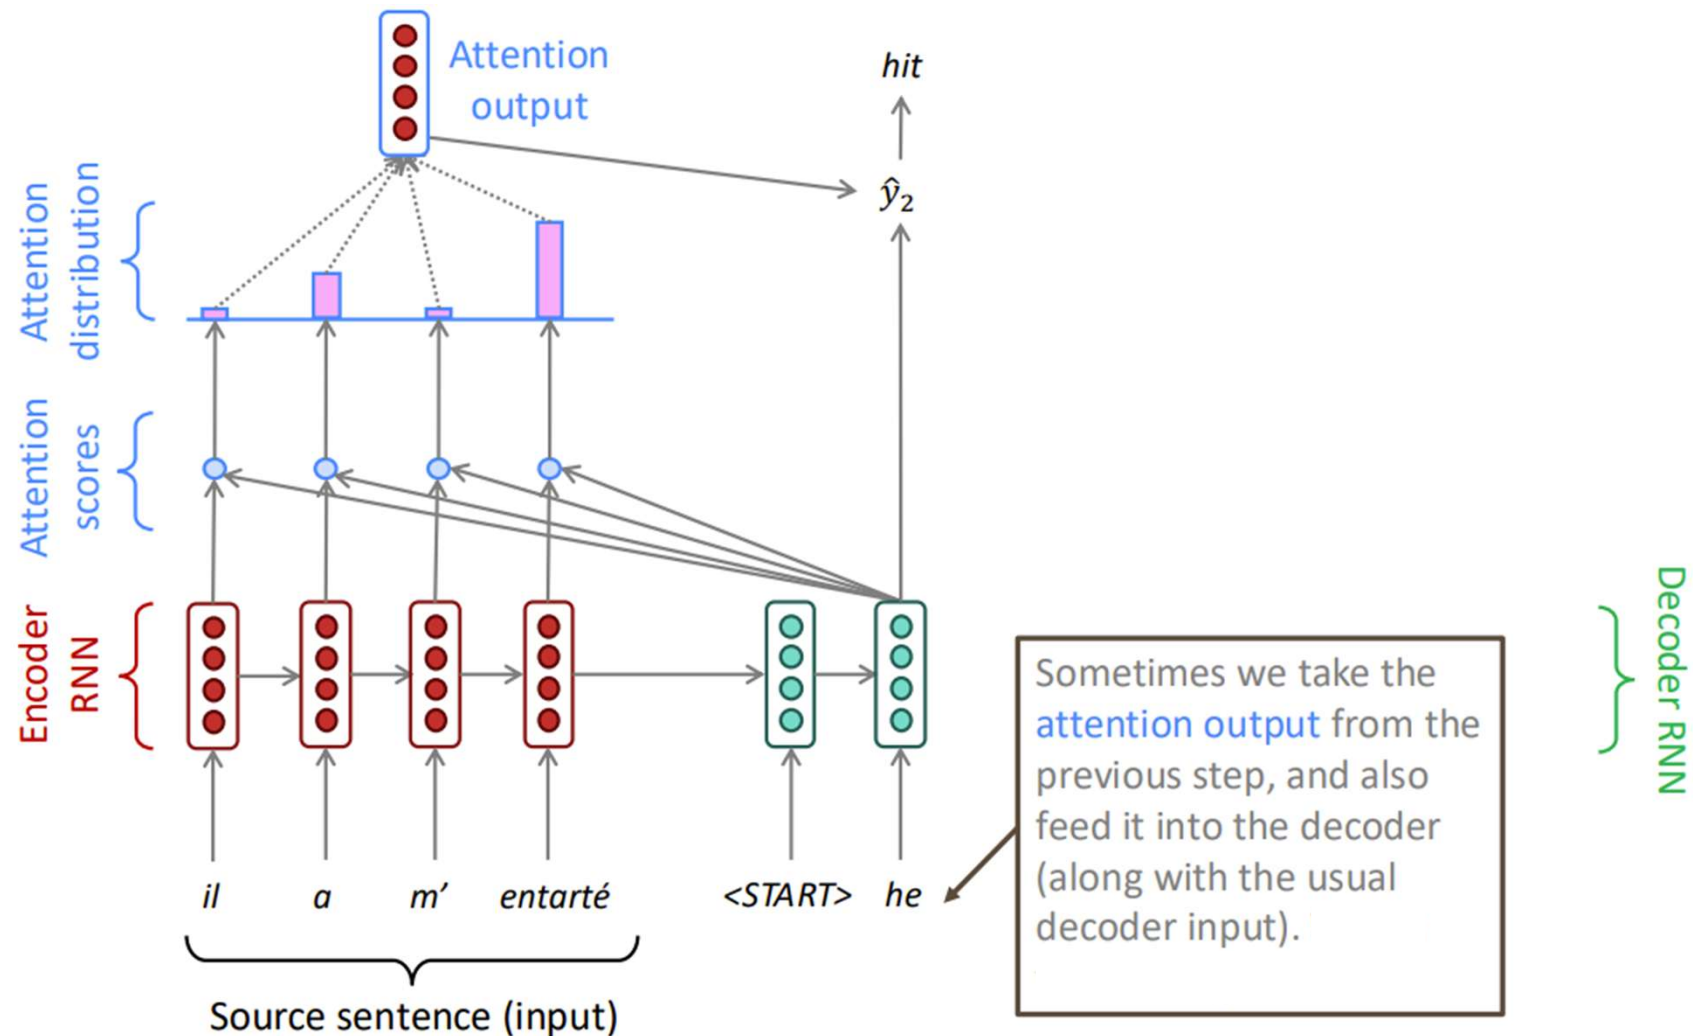 Attention
output
hit
ŷ₂
Attention
distribution
Attention
scores
Encoder
RNN
Decoder RNN
Sometimes we take the
attention output from the
previous step, and also
feed it into the decoder
(along with the usual
decoder input).
il a m’ entarté <START> he
Source sentence (input)